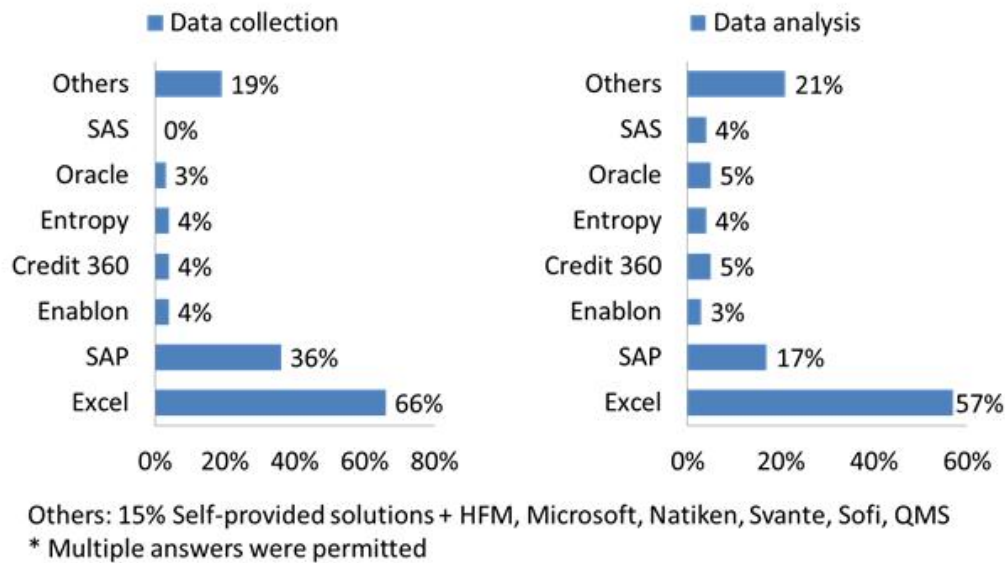 Data collection
Others 19%
SAS 0%
Oracle 3%
Entropy 4%
Credit 360 4%
Enablon 4%
SAP 36%
Excel 66%
0% 20% 40% 60% 80%
Data analysis
Others 21%
SAS 4%
Oracle 5%
Entropy 4%
Credit 360 5%
Enablon 3%
SAP 17%
Excel 57%
0% 20% 40% 60%
Others: 15% Self-provided solutions + HFM, Microsoft, Natiken, Svante, Sofi, QMS
* Multiple answers were permitted